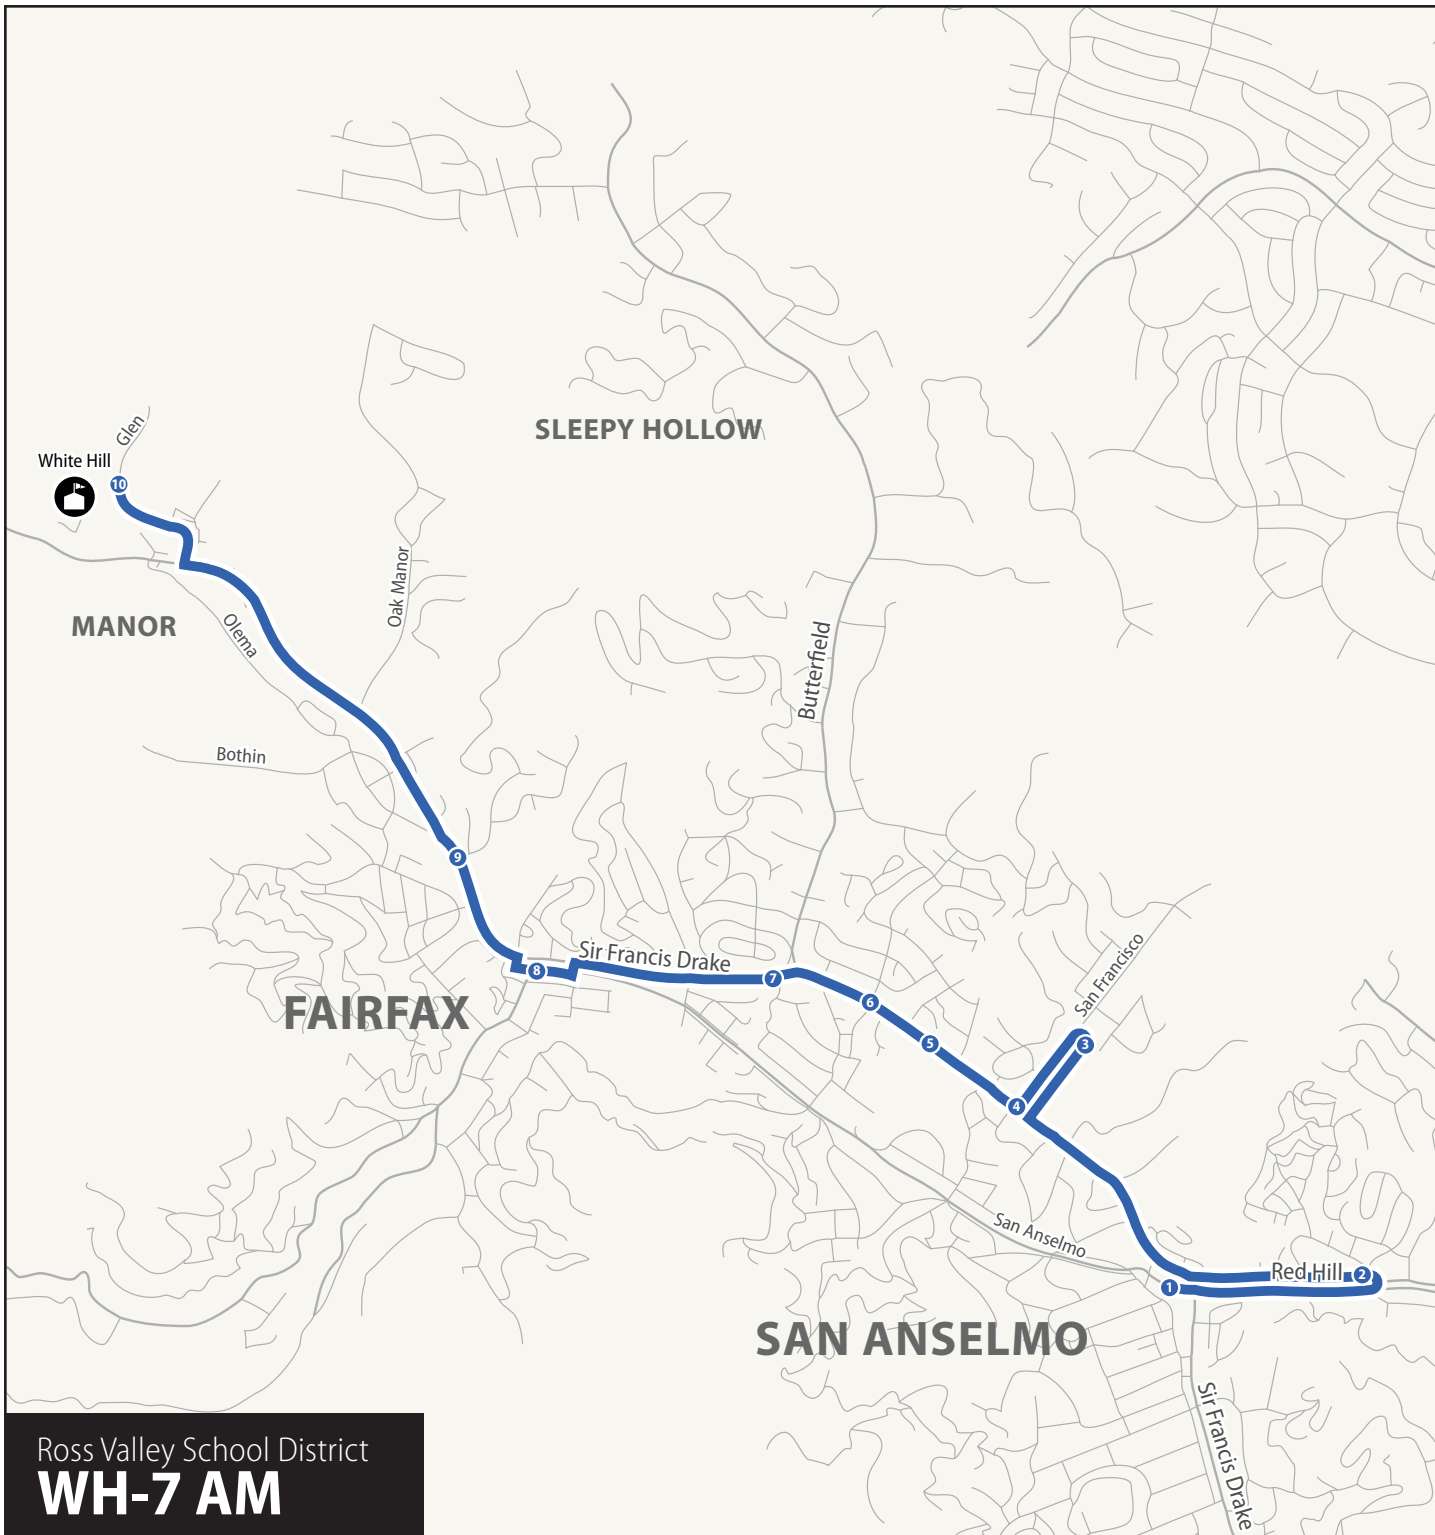 SLEEPY HOLLOW
Glen
White Hill
10
Oak Manor
MANOR
Olema
Butterfield
Bothin
9
San Francisco
Sir Francis Drake
8
7
FAIRFAX
6
5
3
4
San Anselmo
Red Hill
2
1
SAN ANSELMO
Sir Francis Drake
Ross Valley School District
WH-7 AM